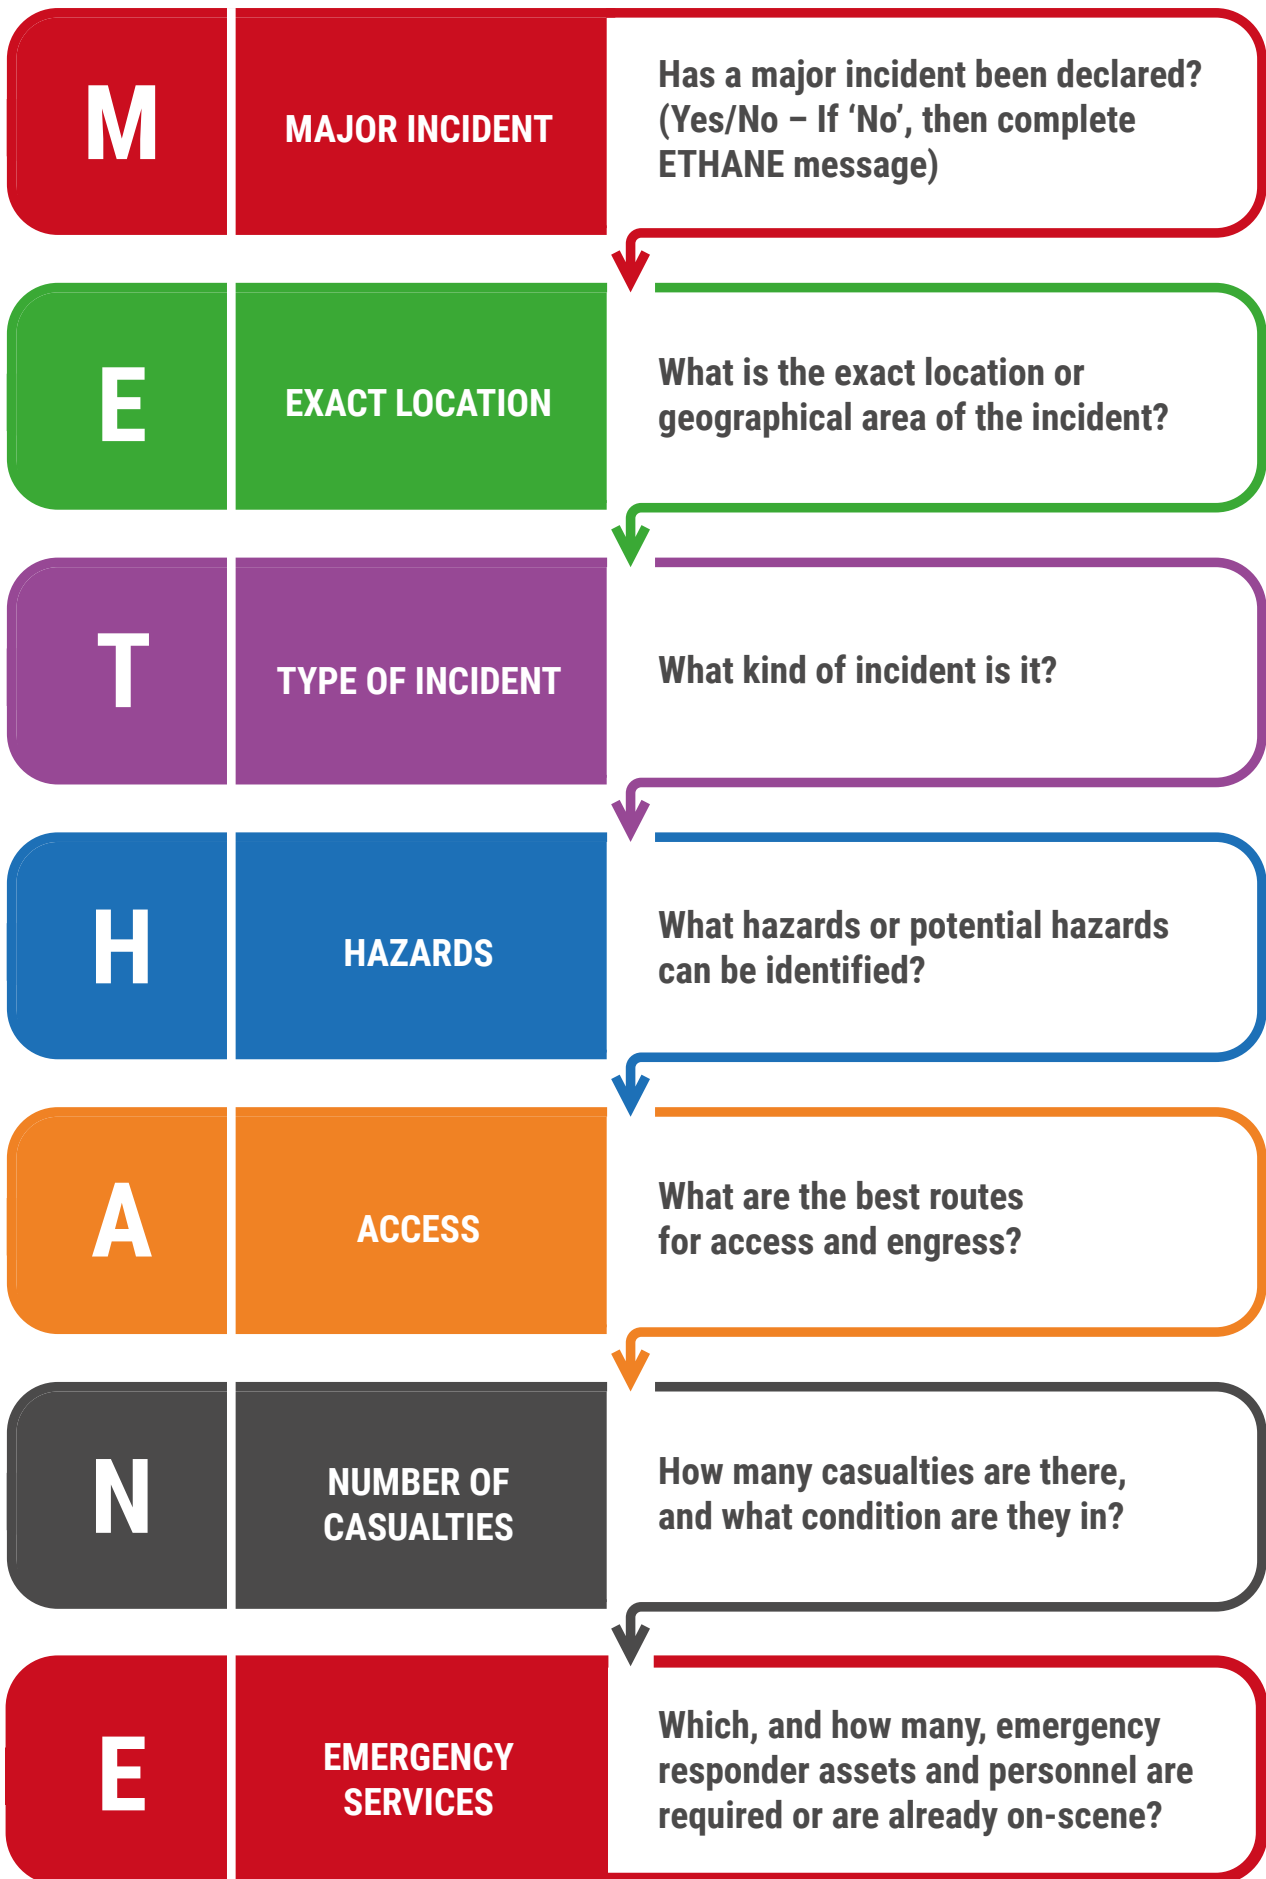 M
MAJOR INCIDENT
Has a major incident been declared?
(Yes/No – If ‘No’, then complete
ETHANE message)
E
EXACT LOCATION
What is the exact location or
geographical area of the incident?
T
TYPE OF INCIDENT
What kind of incident is it?
H
HAZARDS
What hazards or potential hazards
can be identified?
A
ACCESS
What are the best routes
for access and engress?
N
NUMBER OF
CASUALTIES
How many casualties are there,
and what condition are they in?
E
EMERGENCY
SERVICES
Which, and how many, emergency
responder assets and personnel are
required or are already on-scene?